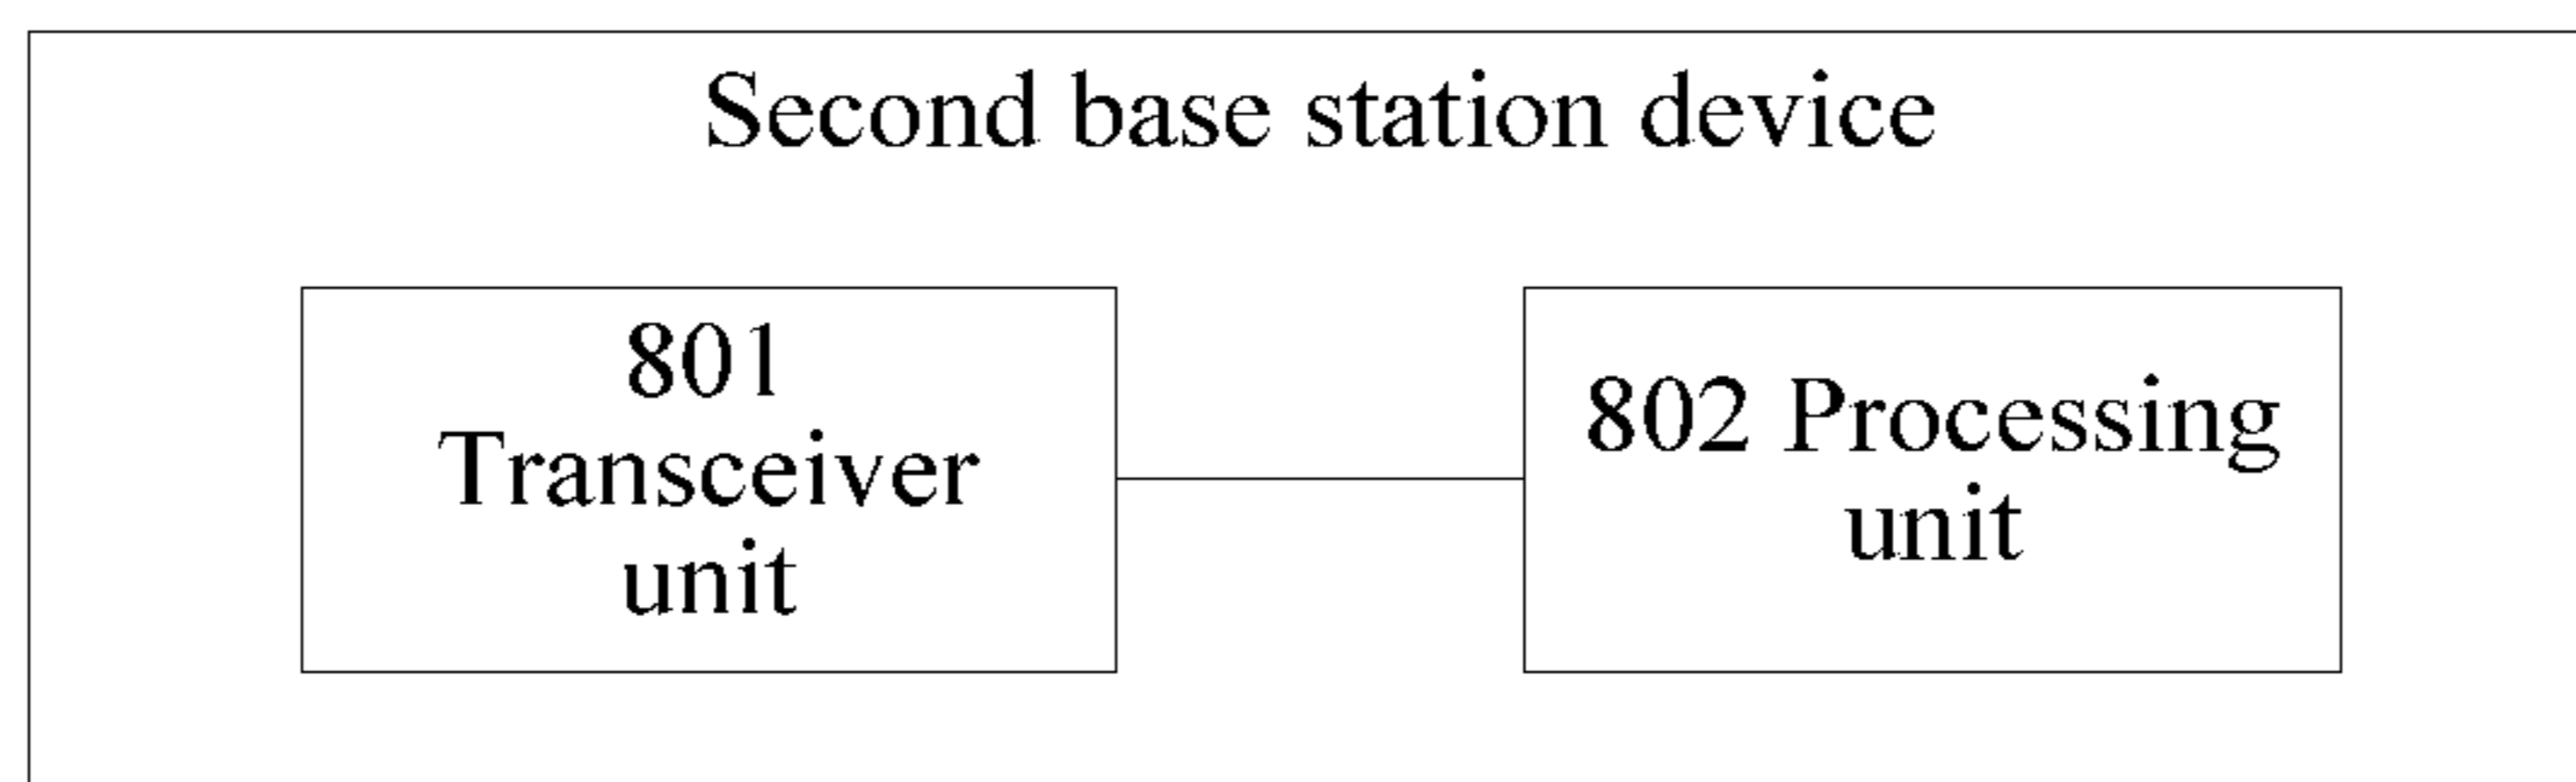 Second base station device
801
Transceiver
unit
802 Processing
unit